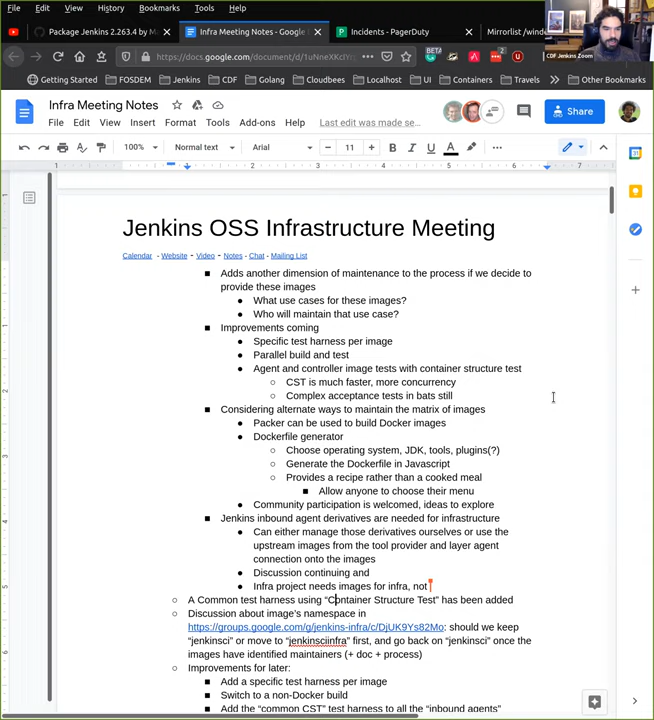 File Edit View History Bookmarks Tools Help
Package Jenkins 2.263.4 by M
Infra Meeting Notes - Google
Incidents - PagerDuty
Mirrorlist /windo
CDF Jenkins Zoom
https://docs.google.com/document/d/
BETA
2
Getting Started
FOSDEM
Jenkins
CDF
Golang
Cloudbees
Localhost
UI
Containers
Travels
Other Bookmarks
Infra Meeting Notes
Share
File Edit View Insert Format Tools Add-ons Help Last edit was made se...
100% Normal text Arial 11 B I U A
1 1 2 3 4 5 6 7
Jenkins OSS Infrastructure Meeting
Calendar - Website - Video - Notes - Chat - Mailing List
Adds another dimension of maintenance to the process if we decide to
provide these images
What use cases for these images?
Who will maintain that use case?
Improvements coming
Specific test harness per image
Parallel build and test
Agent and controller image tests with container structure test
CST is much faster, more concurrency
Complex acceptance tests in bats still
Considering alternate ways to maintain the matrix of images
Packer can be used to build Docker images
Dockerfile generator
Choose operating system, JDK, tools, plugins(?)
Generate the Dockerfile in Javascript
Provides a recipe rather than a cooked meal
Allow anyone to choose their menu
Community participation is welcomed, ideas to explore
Jenkins inbound agent derivatives are needed for infrastructure
Can either manage those derivatives ourselves or use the
upstream images from the tool provider and layer agent
connection onto the images
Discussion continuing and
Infra project needs images for infra, not
A Common test harness using “Container Structure Test” has been added
Discussion about image’s namespace in
https://groups.google.com/g/jenkins-infra/c/DjUK9Ys82Mo: should we keep
“jenkinsci” or move to “jenkinsciinfra” first, and go back on “jenkinsci” once the
images have identified maintainers (+ doc + process)
Improvements for later:
Add a specific test harness per image
Switch to a non-Docker build
Add the “common CST” test harness to all the “inbound agents”